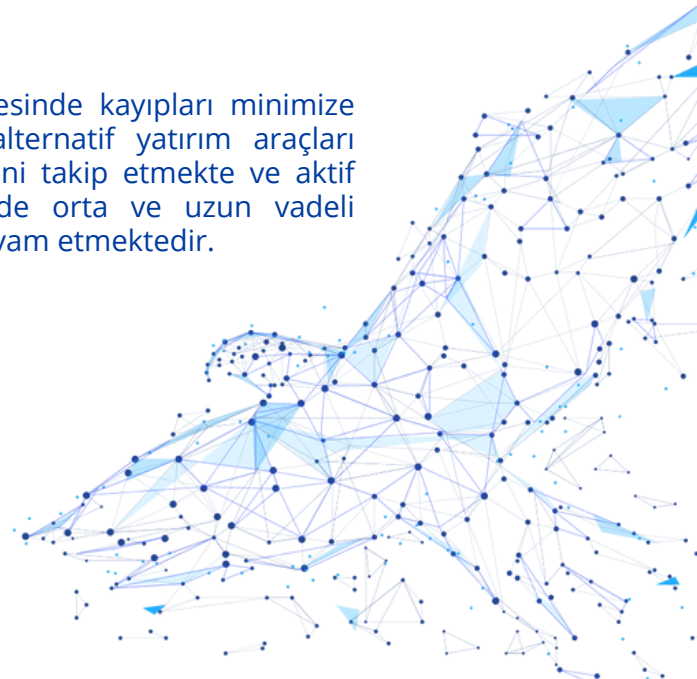 esinde kayıpları minimize
alternatif yatırım araçları
ni takip etmekte ve aktif
de orta ve uzun vadeli
vam etmektedir.